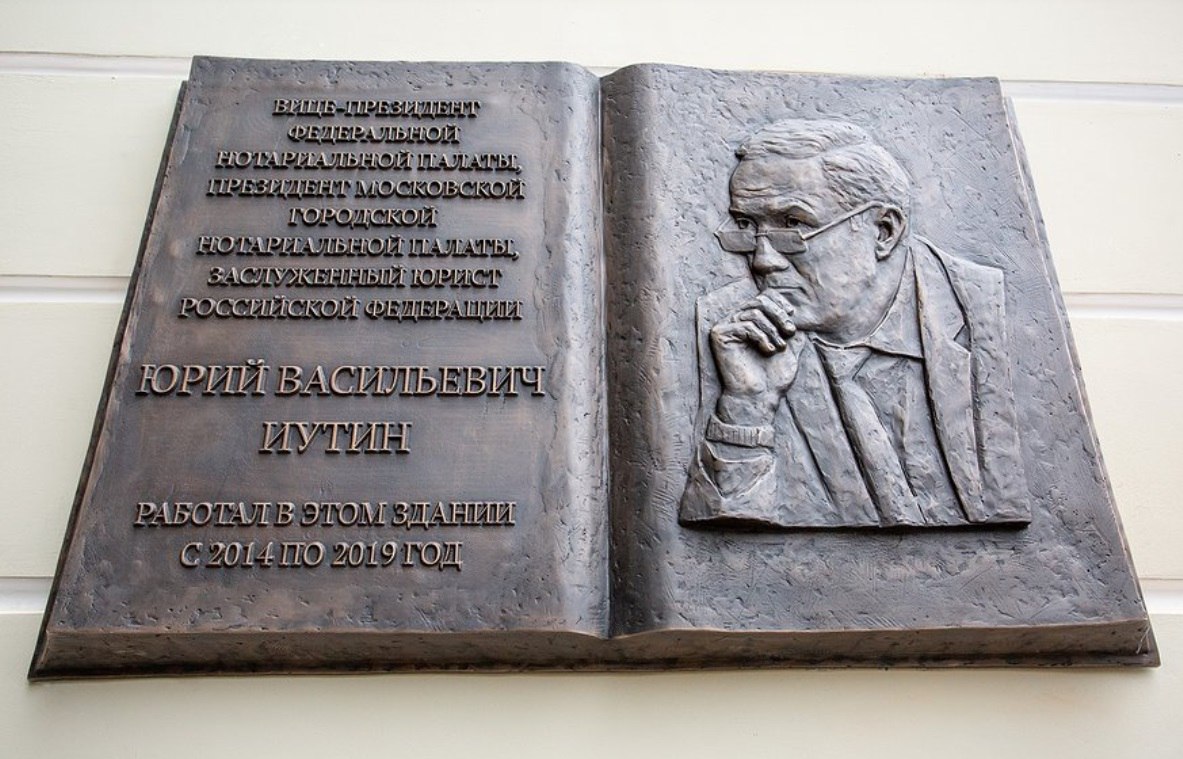 ВИЦЕ-ПРЕЗИДЕНТ
ФЕДЕРАЛЬНОЙ
НОТАРИАЛЬНОЙ ПАЛАТЫ,
ПРЕЗИДЕНТ МОСКОВСКОЙ
ГОРОДСКОЙ
НОТАРИАЛЬНОЙ ПАЛАТЫ,
ЗАСЛУЖЕННЫЙ ЮРИСТ
РОССИЙСКОЙ ФЕДЕРАЦИИ
ЮРИЙ ВАСИЛЬЕВИЧ
ИУТИН
РАБОТАЛ В ЭТОМ ЗДАНИИ
С 2014 ПО 2019 ГОД